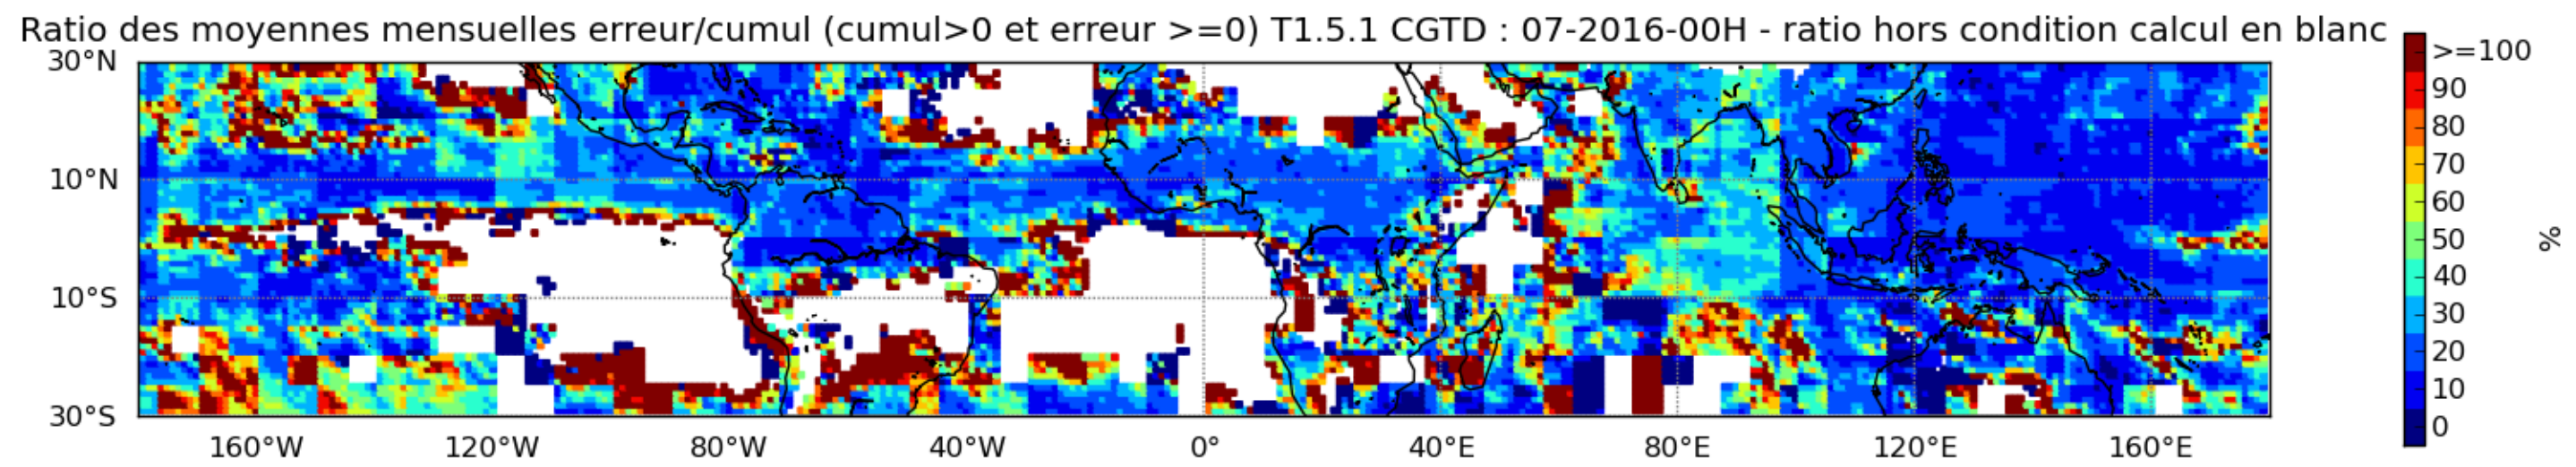 Ratio des moyennes mensuelles erreur/cumul (cumul>0 et erreur >=0) T1.5.1 CGTD : 07-2016-00H - ratio hors condition calcul en blanc
30°N
10°N
10°S
30°S
160°W 120°W 80°W 40°W 0° 40°E 80°E 120°E 160°E
>=100
90
80
70
60
50
40
30
20
10
0
%